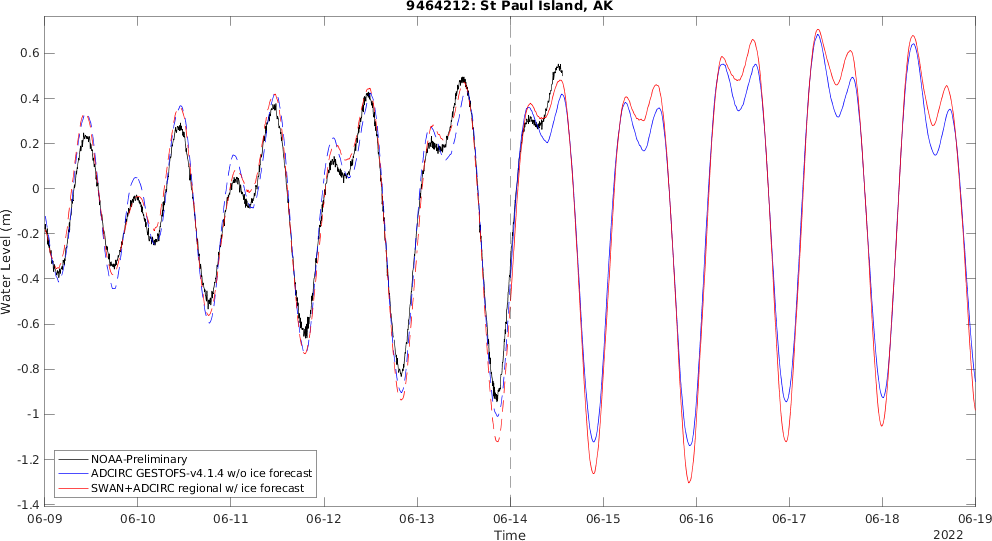 9464212: St Paul Island, AK
0.6
0.4
0.2
0
-0.2
-0.4
-0.6
-0.8
-1
-1.2
-1.4
Water Level (m)
NOAA-Preliminary
ADCIRC GESTOFS-v4.1.4 w/o ice forecast
SWAN+ADCIRC regional w/ ice forecast
06-09 06-10 06-11 06-12 06-13 06-14 06-15 06-16 06-17 06-18 06-19
Time
2022